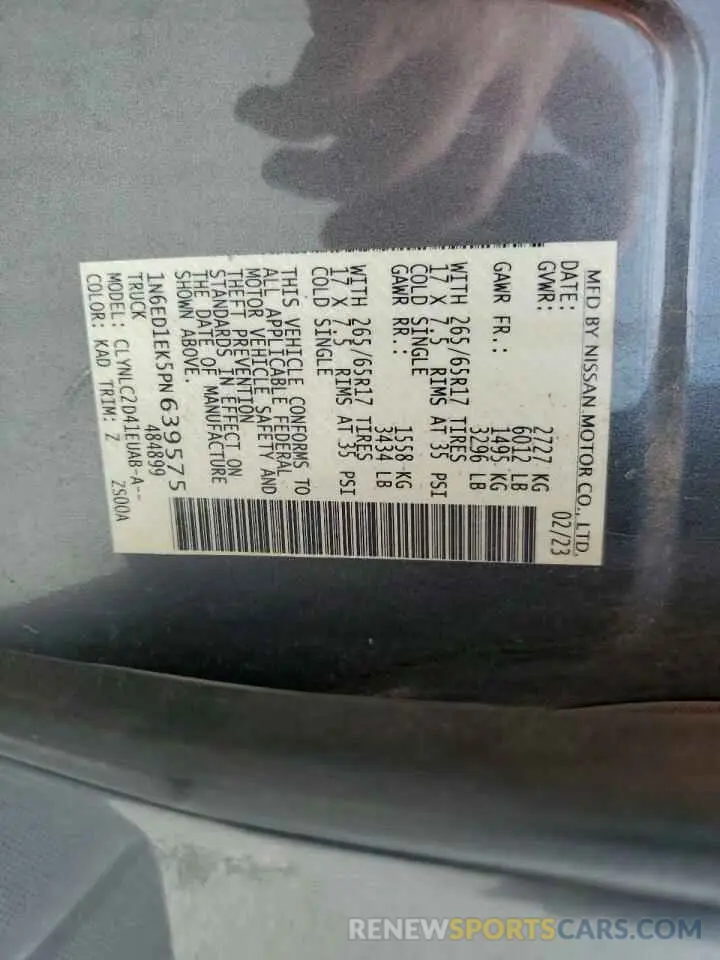 MFD BY NISSAN MOTOR CO., LTD.
DATE: 02/23
GVWR: 2727 KG
6012 LB
GAWR FR.: 1495 KG
3296 LB
WITH 265/65R17 TIRES
17 X 7.5 RIMS AT 35 PSI
COLD SINGLE
GAWR RR.: 1558 KG
3434 LB
WITH 265/65R17 TIRES
17 X 7.5 RIMS AT 35 PSI
COLD SINGLE
THIS VEHICLE CONFORMS TO
ALL APPLICABLE FEDERAL
MOTOR VEHICLE SAFETY AND
THEFT PREVENTION
STANDARDS IN EFFECT ON
THE DATE OF MANUFACTURE
SHOWN ABOVE.
1N6ED1EK5PN639575
TRUCK 484899
MODEL: CLYNLC2D41EUAB-A--
COLOR: KAD TRIM: Z ZS00A
RENEWSPORTSCARS.COM